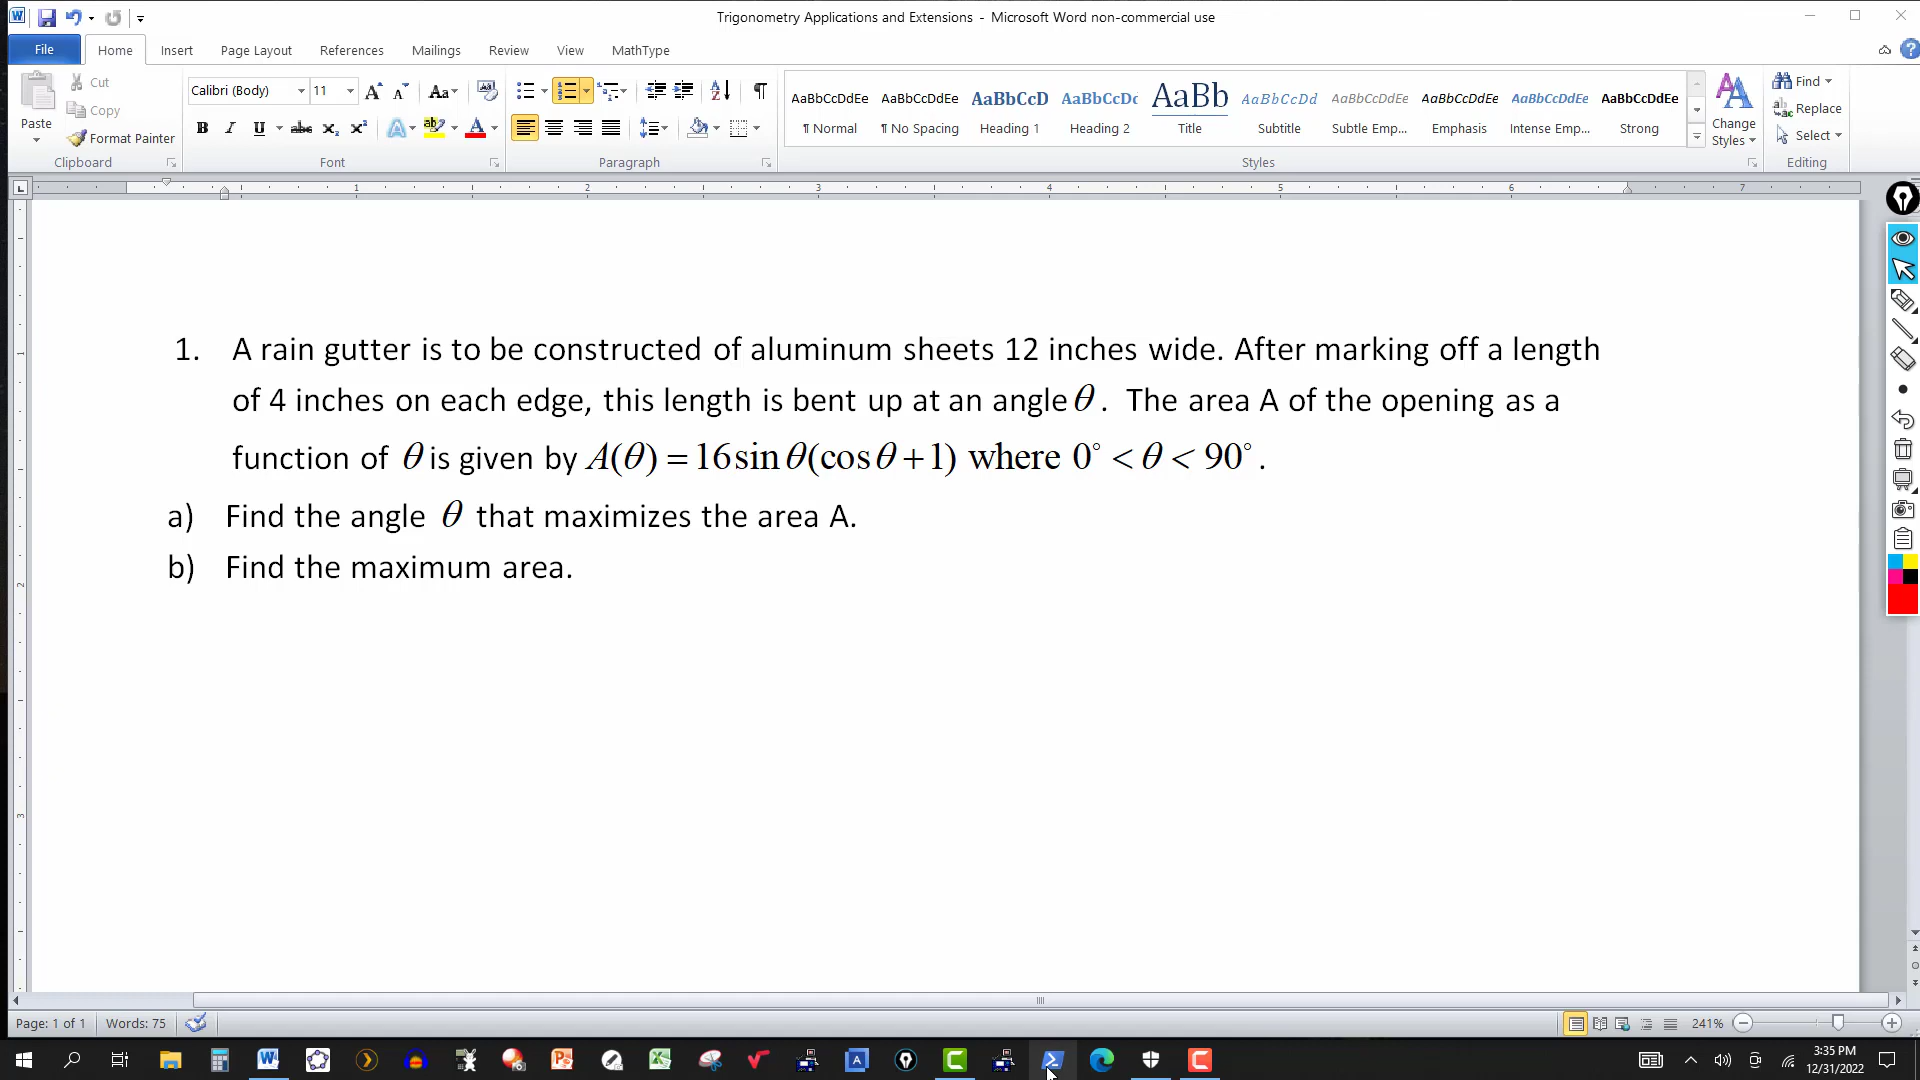 Trigonometry Applications and Extensions - Microsoft Word non-commercial use
File Home Insert Page Layout References Mailings Review View MathType
Paste
Cut
Copy
Format Painter
Clipboard
Calibri (Body) 11
Font
Paragraph
AaBbCcDdEe AaBbCcDdEe AaBbCcD AaBbCcDc AaBb AaBbCcDd AaBbCcDdEe AaBbCcDdEe AaBbCcDdEe AaBbCcDdEe
¶ Normal ¶ No Spacing Heading 1 Heading 2 Title Subtitle Subtle Emp... Emphasis Intense Emp... Strong
Change Styles
Styles
Find
Replace
Select
Editing
1 2 3 4 5 6 7
1. A rain gutter is to be constructed of aluminum sheets 12 inches wide. After marking off a length
of 4 inches on each edge, this length is bent up at an angle θ. The area A of the opening as a
function of θ is given by A(θ) = 16 sin θ(cos θ + 1) where 0° < θ < 90°.
a) Find the angle θ that maximizes the area A.
b) Find the maximum area.
Page: 1 of 1 Words: 75 241%
3:35 PM
12/31/2022